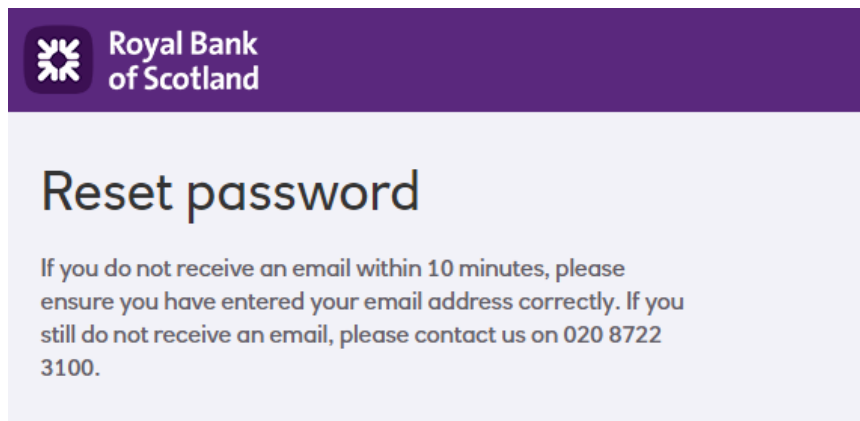 Royal Bank
of Scotland
Reset password
If you do not receive an email within 10 minutes, please
ensure you have entered your email address correctly. If you
still do not receive an email, please contact us on 020 8722
3100.